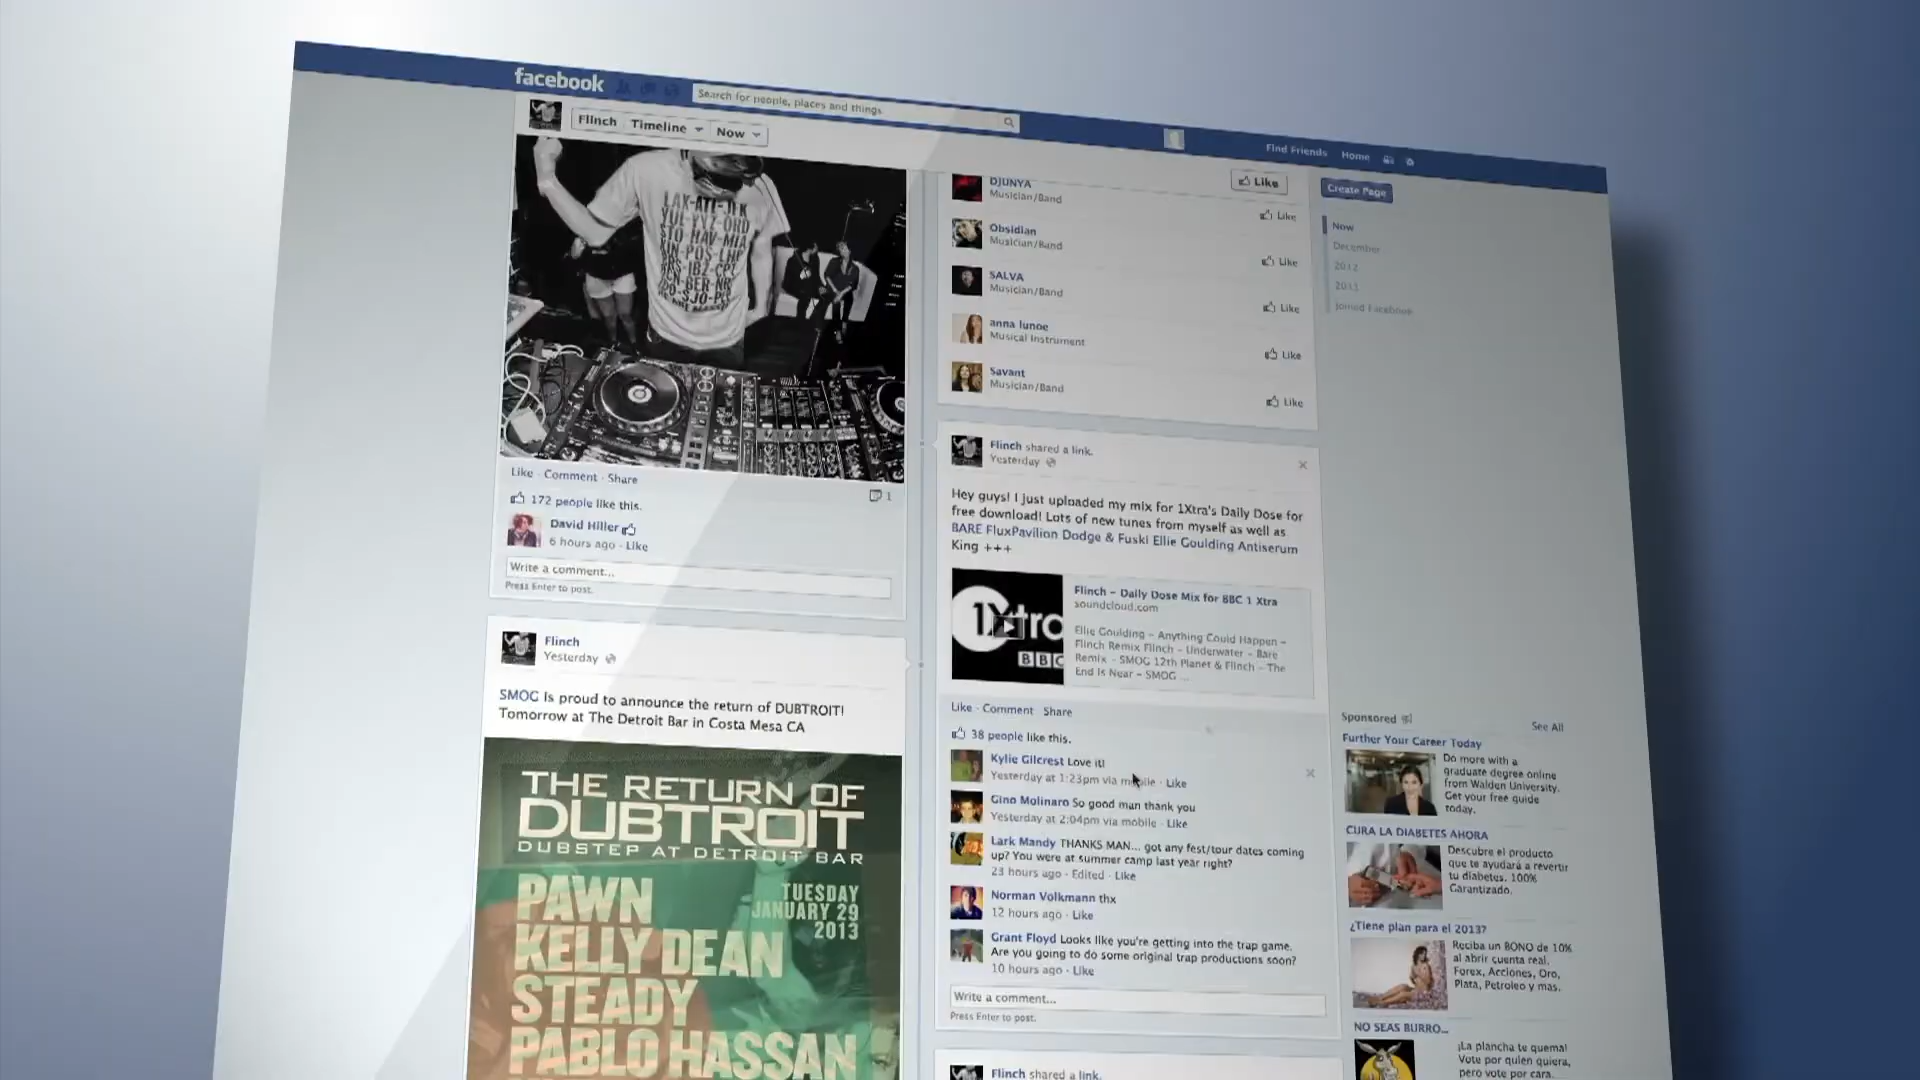 facebook
Search for people, places and things
Flinch Timeline Now
Find Friends Home
LAX-ATL-JFK
YUL-YYZ-ORD
Like · Comment · Share
1
172 people like this.
David Hiller
6 hours ago · Like
Write a comment...
Press Enter to post.
Flinch
Yesterday
SMOG is proud to announce the return of DUBTROIT!
Tomorrow at The Detroit Bar in Costa Mesa CA
THE RETURN OF
DUBTROIT
DUBSTEP AT DETROIT BAR
TUESDAY
JANUARY 29
2013
PAWN
KELLY DEAN
STEADY
PABLO HASSAN
Like
DJUNYA
Musician/Band
Like
Obsidian
Musician/Band
Like
SALVA
Musician/Band
Like
anna lunoe
Musical Instrument
Like
Savant
Musician/Band
Like
Flinch shared a link.
Yesterday
Hey guys! I just uploaded my mix for 1Xtra's Daily Dose for
free download! Lots of new tunes from myself as well as
BARE FluxPavilion Dodge & Fuski Ellie Goulding Antiserum
King +++
1Xtra
BBC
Flinch - Daily Dose Mix for BBC 1 Xtra
soundcloud.com
Ellie Goulding - Anything Could Happen -
Flinch Remix Flinch - Underwater - Bare
Remix - SMOG 12th Planet & Flinch - The
End Is Near - SMOG ...
Like · Comment · Share
38 people like this.
Kylie Gilcrest Love it!
Yesterday at 1:23pm via mobile · Like
Gino Molinaro So good man thank you
Yesterday at 2:04pm via mobile · Like
Lark Mandy THANKS MAN... got any fest/tour dates coming
up? You were at summer camp last year right?
23 hours ago · Edited · Like
Norman Volkmann thx
12 hours ago · Like
Grant Floyd Looks like you're getting into the trap game.
Are you going to do some original trap productions soon?
10 hours ago · Like
Write a comment...
Press Enter to post.
Flinch shared a link.
Create Page
Now
December
2012
2011
Joined Facebook
Sponsored See All
Further Your Career Today
Do more with a
graduate degree online
from Walden University.
Get your free guide
today.
CURA LA DIABETES AHORA
Descubre el producto
que te ayudará a revertir
tu diabetes. 100%
Garantizado.
¿Tiene plan para el 2013?
Reciba un BONO de 10%
al abrir cuenta real.
Forex, Acciones, Oro,
Plata, Petroleo y mas.
NO SEAS BURRO...
¡La plancha te quema!
Vote por quien quiera,
pero vote por cara.